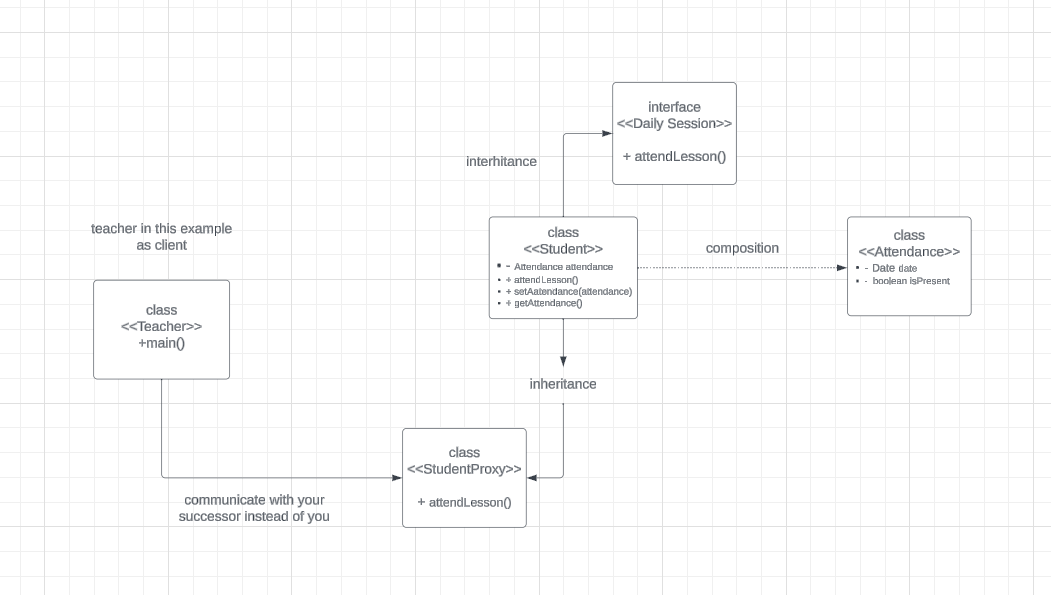 interface
<<Daily Session>>
+ attendLesson()
interhitance
teacher in this example
as client
class
<<Student>>
- Attendance attendance
+ attendLesson()
+ setAatendance(attendance)
+ getAttendance()
composition
class
<<Attendance>>
- Date date
- boolean isPresent
class
<<Teacher>>
+main()
inheritance
class
<<StudentProxy>>
+ attendLesson()
communicate with your
successor instead of you